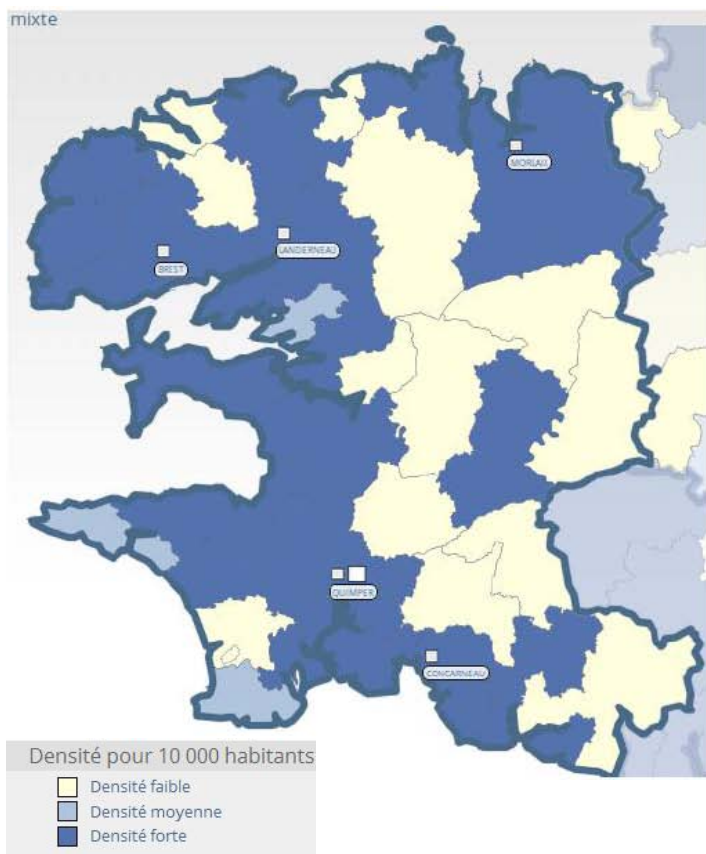 mixte
MORLAIX
LANDERNEAU
BREST
QUIMPER
CONCARNEAU
Densité pour 10 000 habitants
Densité faible
Densité moyenne
Densité forte